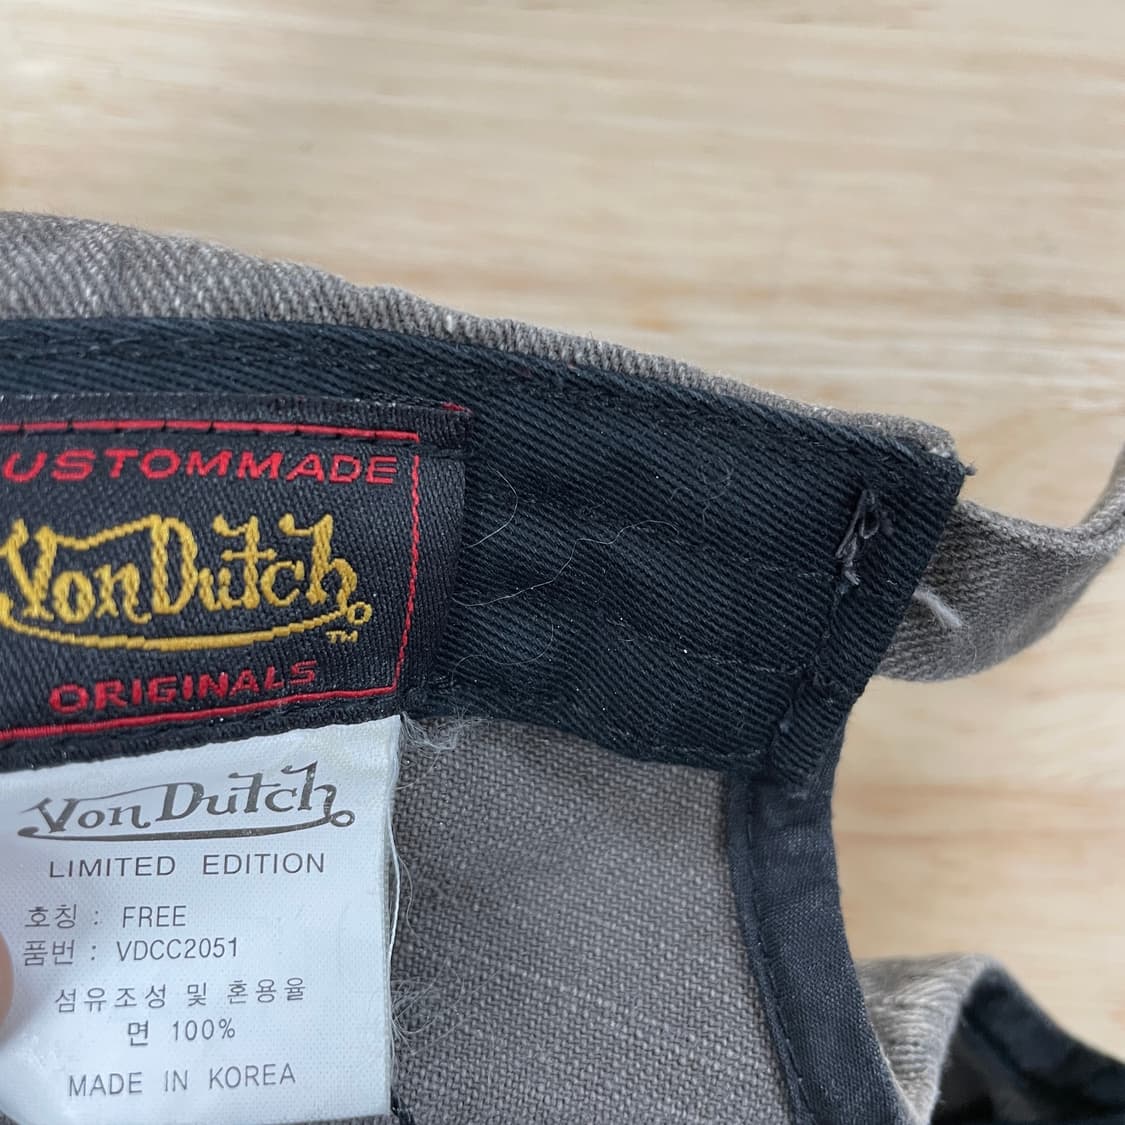 USTOMMADE
Von Dutch
TM
ORIGINALS
Von Dutch
LIMITED EDITION
호칭 : FREE
품번 : VDCC2051
섬유조성 및 혼용율
면 100%
MADE IN KOREA